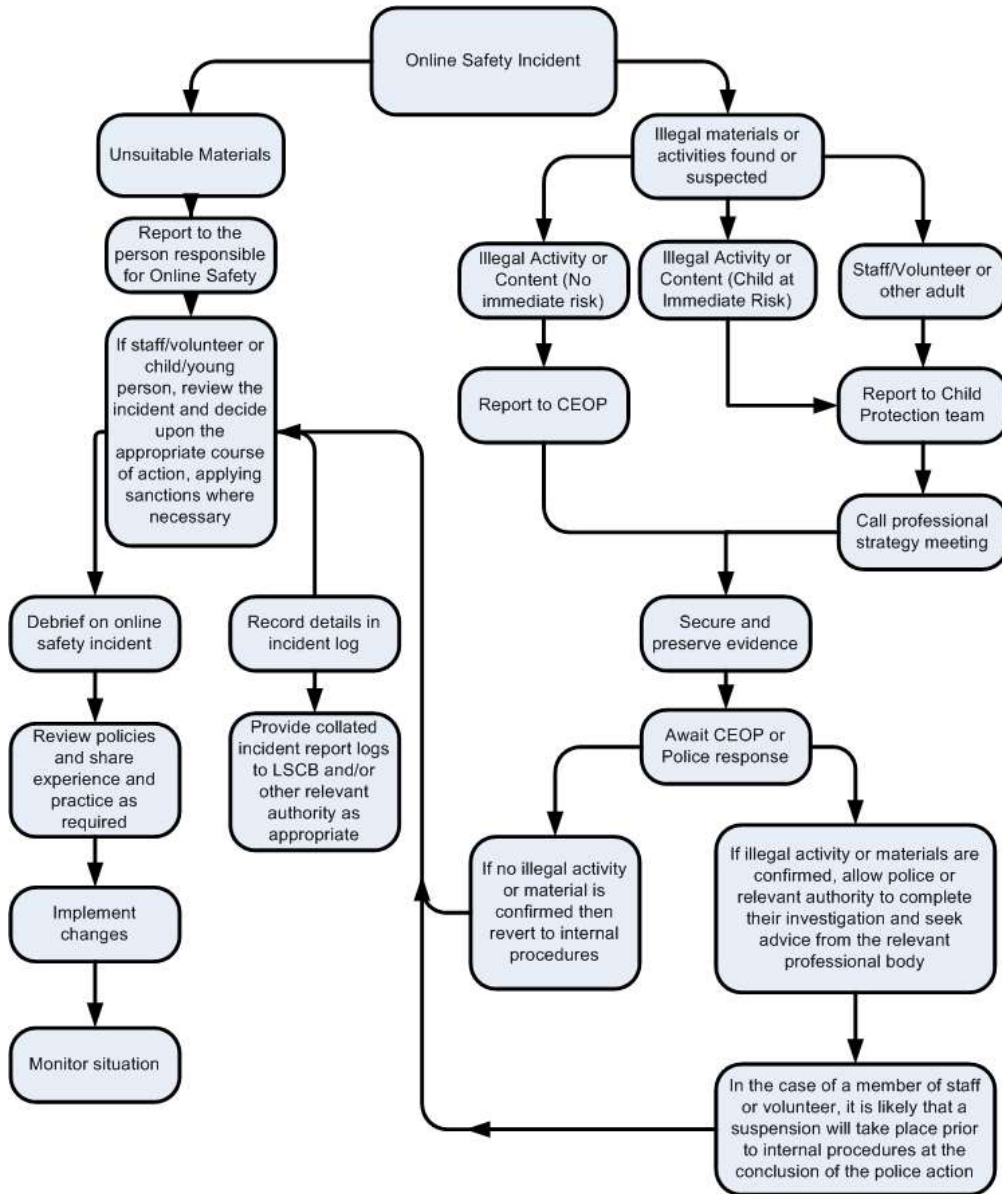 Online Safety Incident
Unsuitable Materials
Illegal materials or
activities found or
suspected
Report to the
person responsible
for Online Safety
Illegal Activity or
Content (No
immediate risk)
Illegal Activity or
Content (Child at
Immediate Risk)
Staff/Volunteer or
other adult
If staff/volunteer or
child/young
person, review the
incident and decide
upon the
appropriate course
of action, applying
sanctions where
necessary
Report to CEOP
Report to Child
Protection team
Call professional
strategy meeting
Debrief on online
safety incident
Record details in
incident log
Secure and
preserve evidence
Review policies
and share
experience and
practice as
required
Provide collated
incident report logs
to LSCB and/or
other relevant
authority as
appropriate
Await CEOP or
Police response
If no illegal activity
or material is
confirmed then
revert to internal
procedures
If illegal activity or materials are
confirmed, allow police or
relevant authority to complete
their investigation and seek
advice from the relevant
professional body
Implement
changes
Monitor situation
In the case of a member of staff
or volunteer, it is likely that a
suspension will take place prior
to internal procedures at the
conclusion of the police action